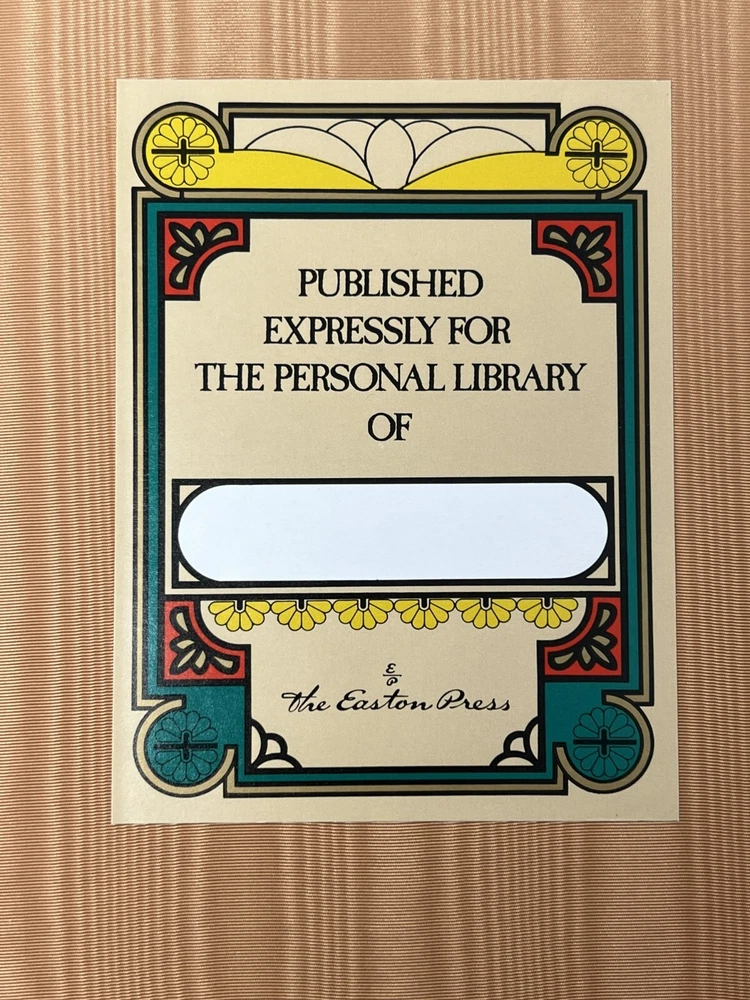 PUBLISHED
EXPRESSLY FOR
THE PERSONAL LIBRARY
OF
E
P
the Easton Press